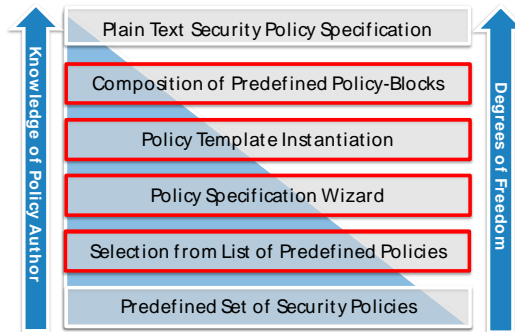 Plain Text Security Policy Specification
Composition of Predefined Policy-Blocks
Policy Template Instantiation
Policy Specification Wizard
Selection from List of Predefined Policies
Predefined Set of Security Policies
Knowledge of Policy Author
Degrees of Freedom